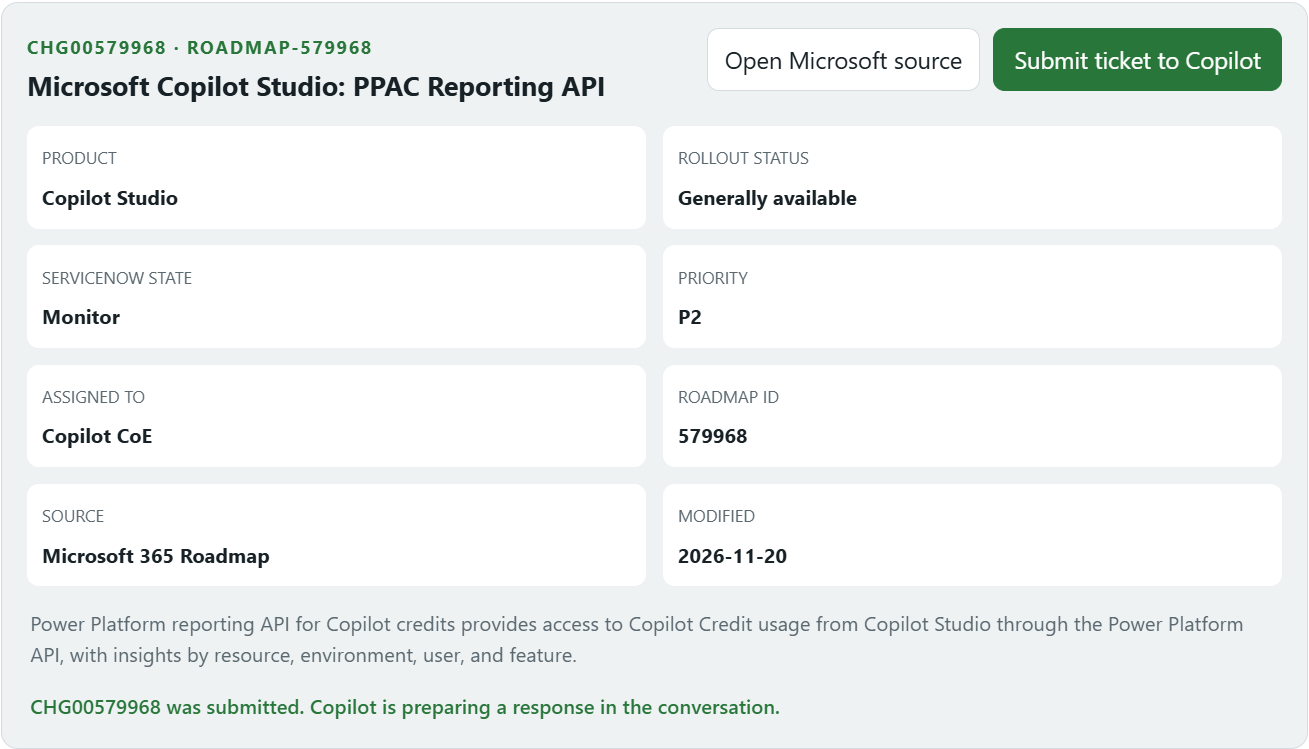 CHG00579968 · ROADMAP-579968
Microsoft Copilot Studio: PPAC Reporting API
Open Microsoft source
Submit ticket to Copilot
PRODUCT
Copilot Studio
ROLLOUT STATUS
Generally available
SERVICENOW STATE
Monitor
PRIORITY
P2
ASSIGNED TO
Copilot CoE
ROADMAP ID
579968
SOURCE
Microsoft 365 Roadmap
MODIFIED
2026-11-20
Power Platform reporting API for Copilot credits provides access to Copilot Credit usage from Copilot Studio through the Power Platform
API, with insights by resource, environment, user, and feature.
CHG00579968 was submitted. Copilot is preparing a response in the conversation.